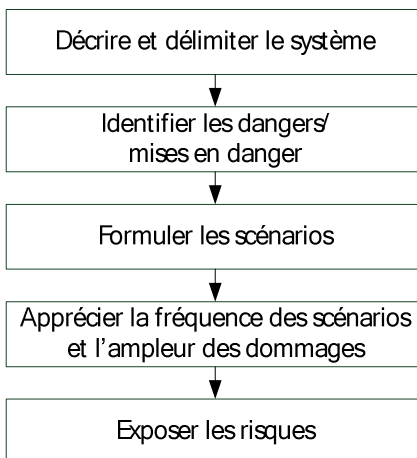 Décrire et délimiter le système
Identifier les dangers/
mises en danger
Formuler les scénarios
Apprécier la fréquence des scénarios
et l'ampleur des dommages
Exposer les risques